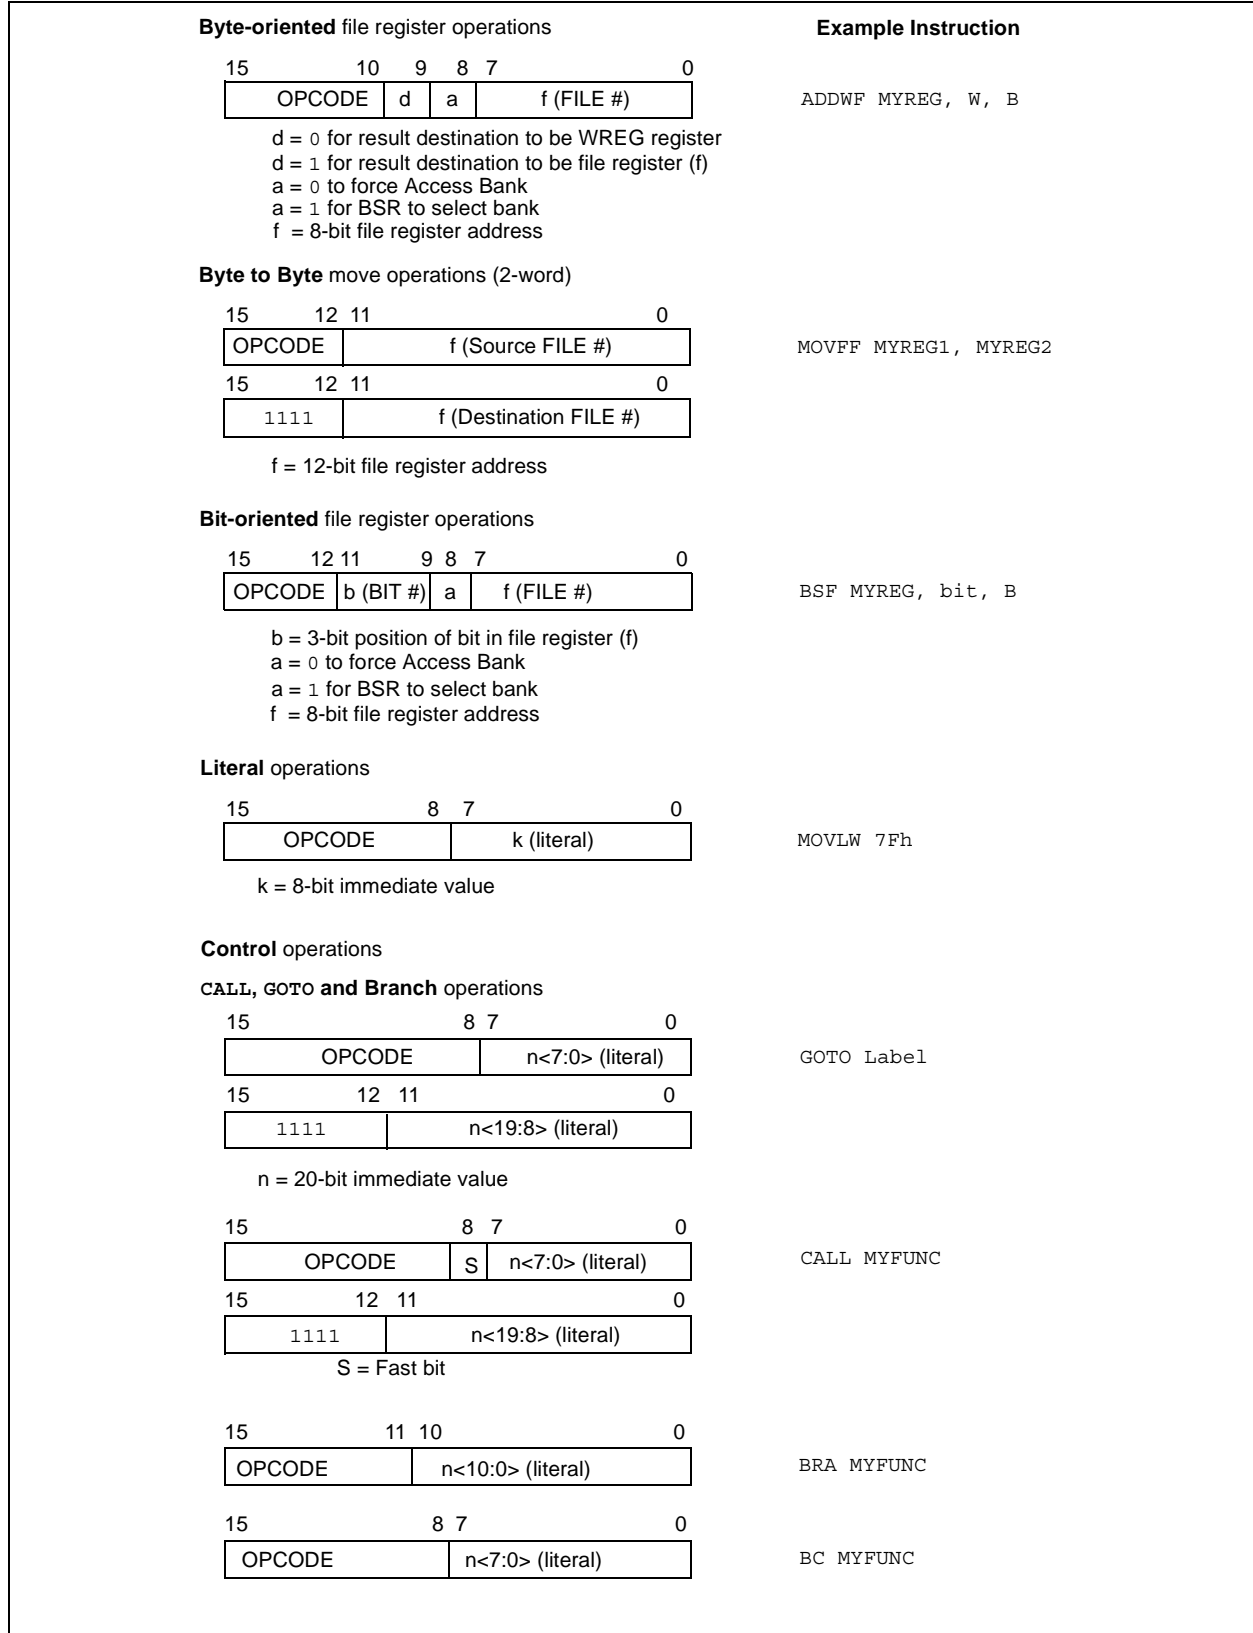 Byte-oriented file register operations Example Instruction
15 10 9 8 7 0
OPCODE d a f (FILE #) ADDWF MYREG, W, B
d = 0 for result destination to be WREG register
d = 1 for result destination to be file register (f)
a = 0 to force Access Bank
a = 1 for BSR to select bank
f = 8-bit file register address
Byte to Byte move operations (2-word)
15 12 11 0
OPCODE f (Source FILE #) MOVFF MYREG1, MYREG2
15 12 11 0
1111 f (Destination FILE #)
f = 12-bit file register address
Bit-oriented file register operations
15 12 11 9 8 7 0
OPCODE b (BIT #) a f (FILE #) BSF MYREG, bit, B
b = 3-bit position of bit in file register (f)
a = 0 to force Access Bank
a = 1 for BSR to select bank
f = 8-bit file register address
Literal operations
15 8 7 0
OPCODE k (literal) MOVLW 7Fh
k = 8-bit immediate value
Control operations
CALL, GOTO and Branch operations
15 8 7 0
OPCODE n<7:0> (literal) GOTO Label
15 12 11 0
1111 n<19:8> (literal)
n = 20-bit immediate value
15 8 7 0
OPCODE S n<7:0> (literal) CALL MYFUNC
15 12 11 0
1111 n<19:8> (literal)
S = Fast bit
15 11 10 0
OPCODE n<10:0> (literal) BRA MYFUNC
15 8 7 0
OPCODE n<7:0> (literal) BC MYFUNC